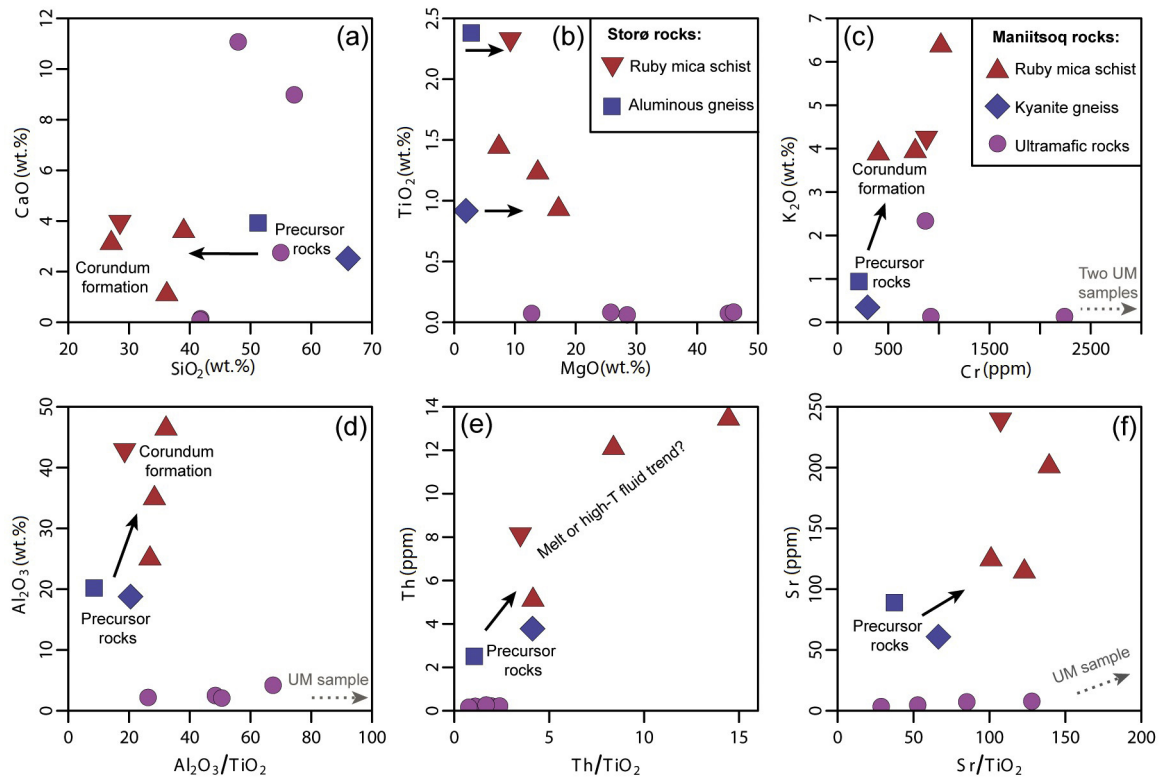 (a)
CaO (wt.%)
12
10
8
6
4
2
0
Precursor
rocks
Corundum
formation
20 30 40 50 60 70
SiO₂ (wt.%)
(b)
Storø rocks:
Ruby mica schist
Aluminous gneiss
TiO₂ (wt.%)
2.5
2.0
1.5
1.0
0.5
0.0
0 10 20 30 40 50
MgO (wt.%)
(c)
Maniitsoq rocks:
Ruby mica schist
Kyanite gneiss
Ultramafic rocks
K₂O (wt.%)
7
6
5
4
3
2
1
0
Corundum
formation
Precursor
rocks
Two UM
samples
0 500 1500 2500
Cr (ppm)
(d)
Al₂O₃ (wt.%)
50
40
30
20
10
0
Corundum
formation
Precursor
rocks
UM sample
0 20 40 60 80 100
Al₂O₃/TiO₂
(e)
Th (ppm)
14
12
10
8
6
4
2
0
Melt or high-T fluid trend?
Precursor
rocks
0 5 10 15
Th/TiO₂
(f)
Sr (ppm)
250
200
150
100
50
0
Precursor
rocks
UM sample
0 50 100 150 200
Sr/TiO₂